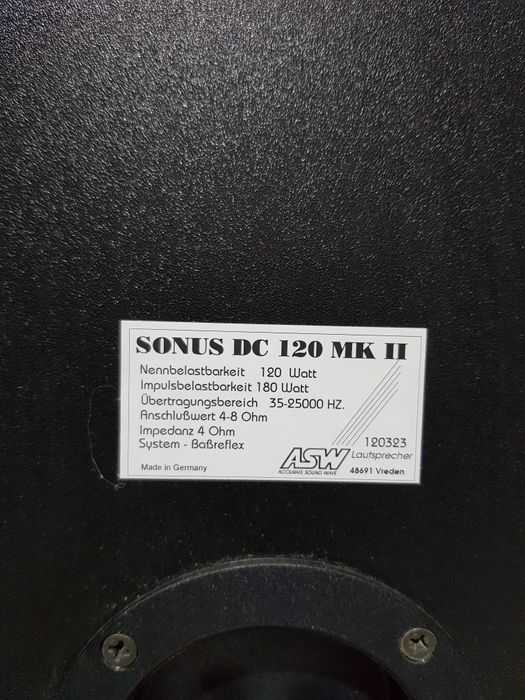 SONUS DC 120 MK II
Nennbelastbarkeit 120 Watt
Impulsbelastbarkeit 180 Watt
Übertragungsbereich 35-25000 HZ.
Anschlußwert 4-8 Ohm
Impedanz 4 Ohm
System - Baßreflex
120323
ASW
Lautsprecher
ACCURATE SOUND WAVE
Made in Germany
48691 Vreden